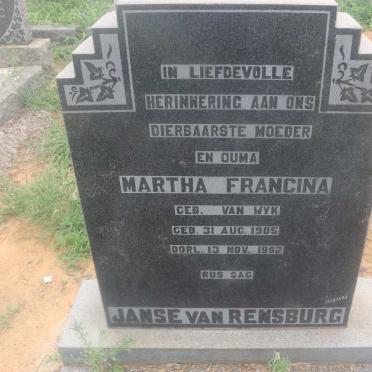 IN LIEFDEVOLLE
HERINNERING AAN ONS
DIERBAARSTE MOEDER
EN OUMA
MARTHA FRANCINA
GEB. VAN WYK
GEB. 31 AUG. 1905
OORL. 13 NOV. 1982
RUS SAG
JANSE VAN RENSBURG